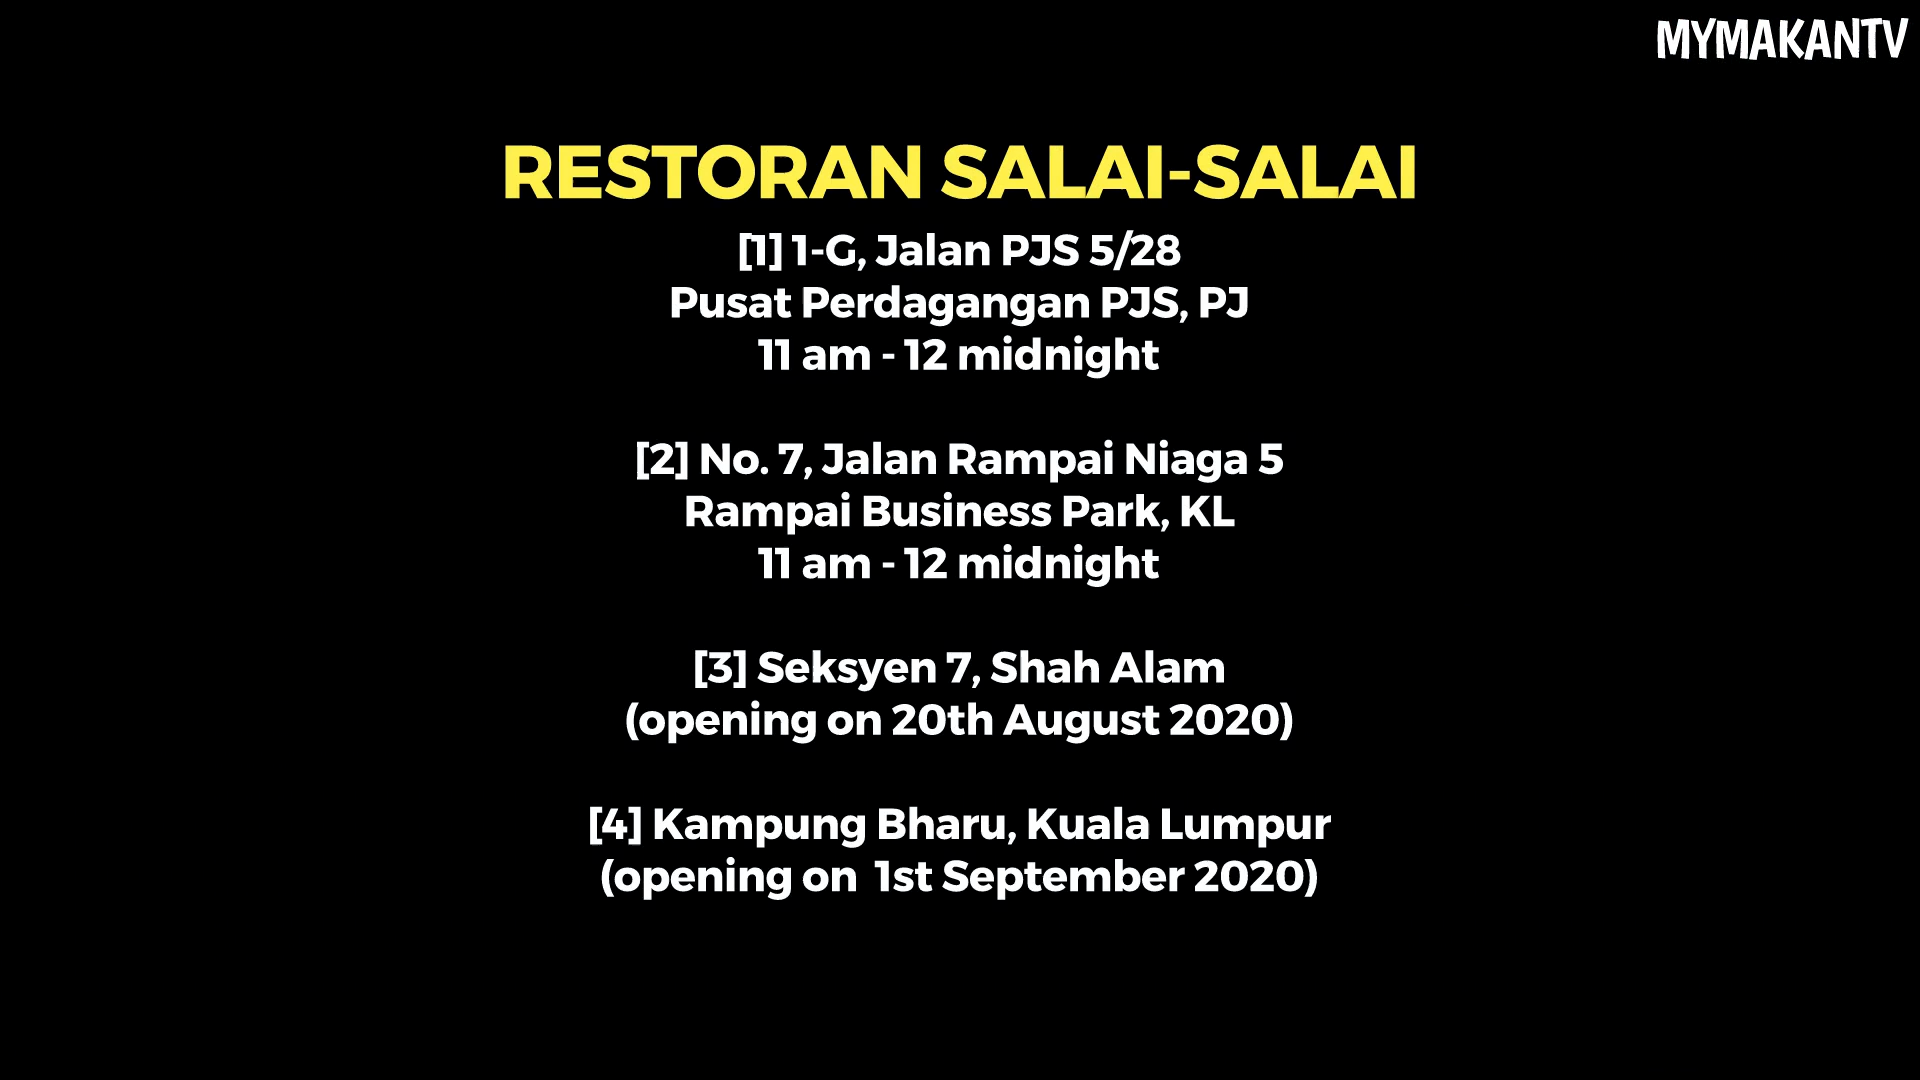 MYMAKANTV
RESTORAN SALAI-SALAI
[1] 1-G, Jalan PJS 5/28
Pusat Perdagangan PJS, PJ
11 am - 12 midnight
[2] No. 7, Jalan Rampai Niaga 5
Rampai Business Park, KL
11 am - 12 midnight
[3] Seksyen 7, Shah Alam
(opening on 20th August 2020)
[4] Kampung Bharu, Kuala Lumpur
(opening on  1st September 2020)